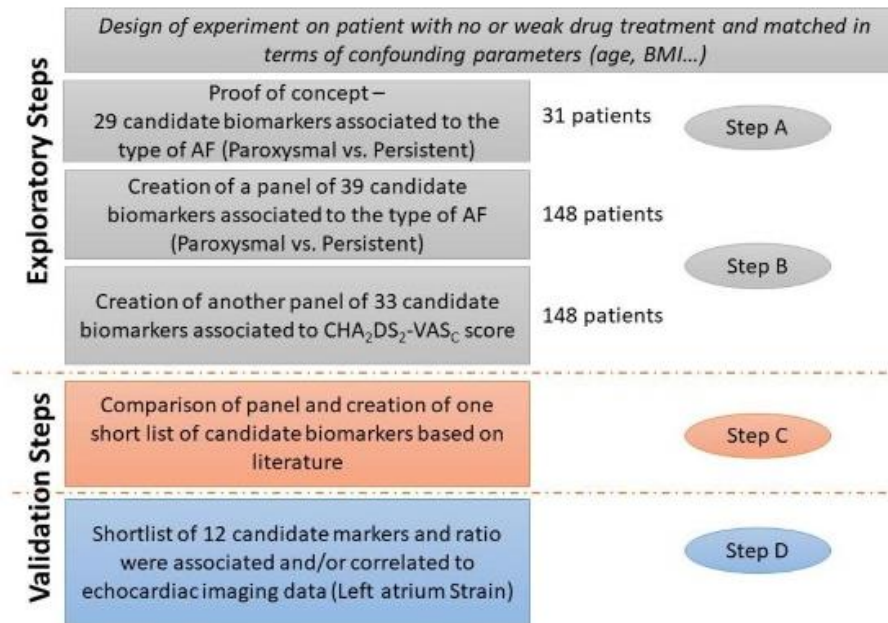 Design of experiment on patient with no or weak drug treatment and matched in
terms of confounding parameters (age, BMI...)
Exploratory Steps
Proof of concept –
29 candidate biomarkers associated to the
type of AF (Paroxysmal vs. Persistent)
31 patients
Step A
Creation of a panel of 39 candidate
biomarkers associated to the type of AF
(Paroxysmal vs. Persistent)
148 patients
Step B
Creation of another panel of 33 candidate
biomarkers associated to CHA₂DS₂-VAS_C score
148 patients
Validation Steps
Comparison of panel and creation of one
short list of candidate biomarkers based on
literature
Step C
Shortlist of 12 candidate markers and ratio
were associated and/or correlated to
echocardiac imaging data (Left atrium Strain)
Step D